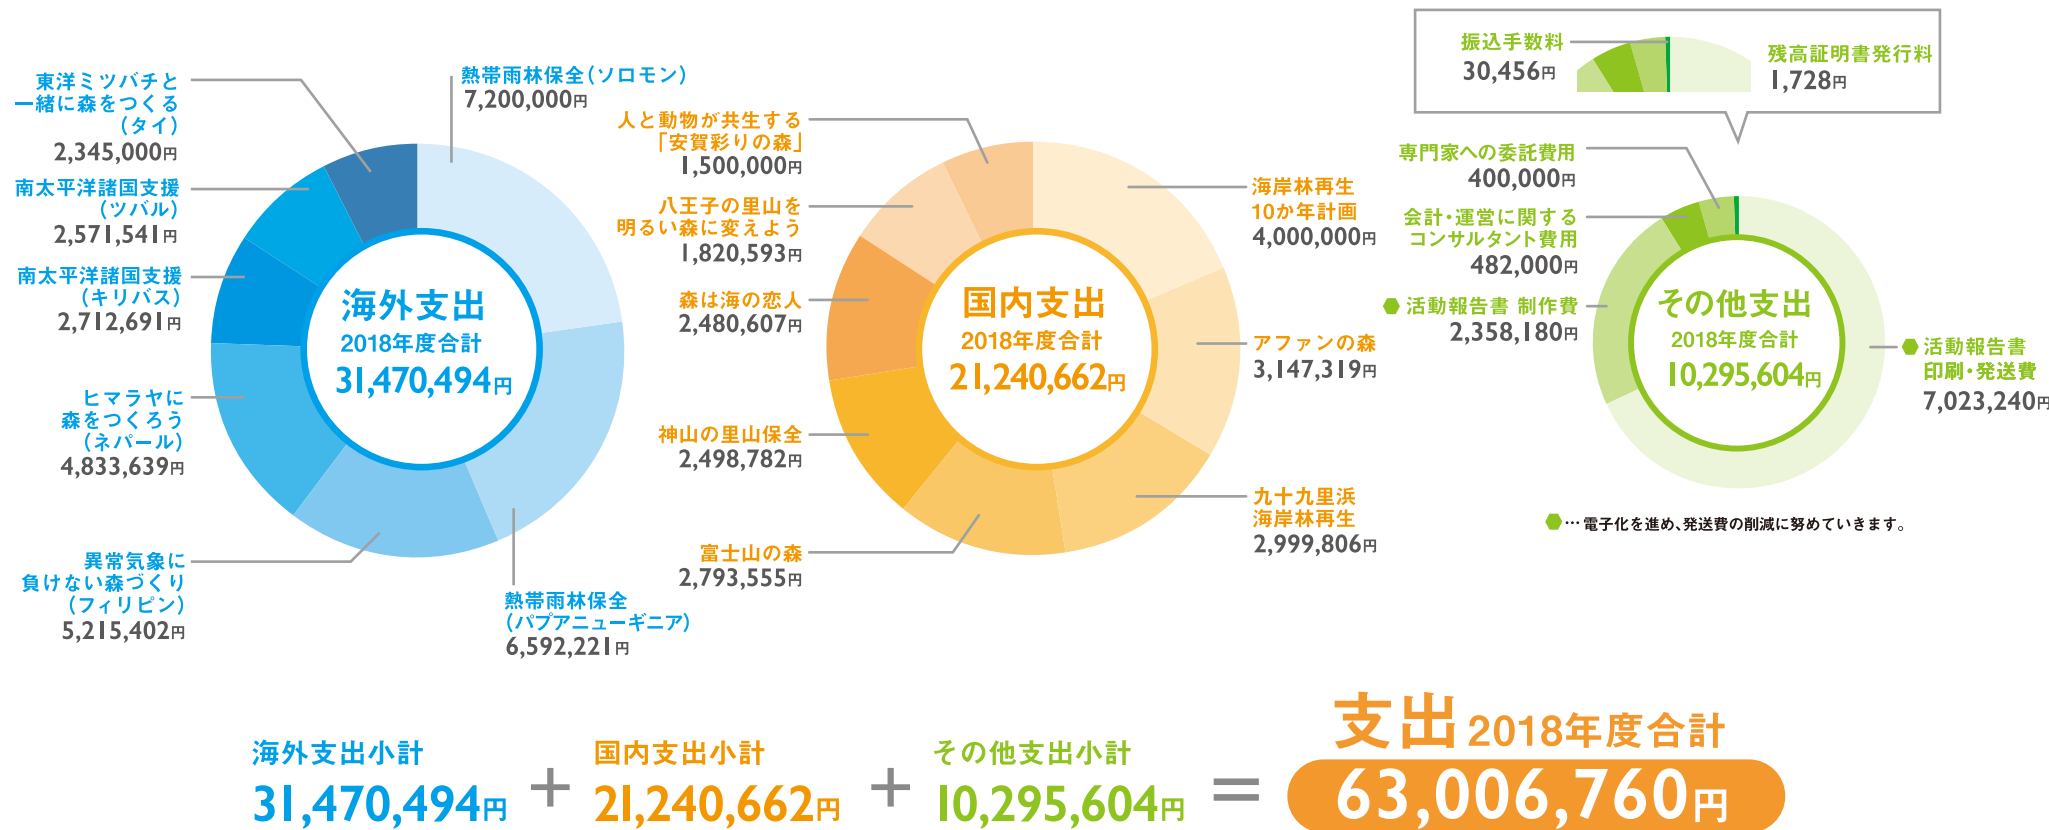 東洋ミツバチと
一緒に森をつくる
(タイ)
2,345,000円
南太平洋諸国支援
(ツバル)
2,571,541円
南太平洋諸国支援
(キリバス)
2,712,691円
ヒマラヤに
森をつくろう
(ネパール)
4,833,639円
異常気象に
負けない森づくり
(フィリピン)
5,215,402円
熱帯雨林保全(ソロモン)
7,200,000円
熱帯雨林保全
(パプアニューギニア)
6,592,221円
海外支出
2018年度合計
31,470,494円
人と動物が共生する
「安賀彩りの森」
1,500,000円
八王子の里山を
明るい森に変えよう
1,820,593円
森は海の恋人
2,480,607円
神山の里山保全
2,498,782円
富士山の森
2,793,555円
海岸林再生
10か年計画
4,000,000円
アファンの森
3,147,319円
九十九里浜
海岸林再生
2,999,806円
国内支出
2018年度合計
21,240,662円
振込手数料
30,456円
残高証明書発行料
1,728円
専門家への委託費用
400,000円
会計・運営に関する
コンサルタント費用
482,000円
活動報告書 制作費
2,358,180円
活動報告書
印刷・発送費
7,023,240円
その他支出
2018年度合計
10,295,604円
…電子化を進め、発送費の削減に努めていきます。
海外支出小計
31,470,494円
+
国内支出小計
21,240,662円
+
その他支出小計
10,295,604円
=
支出 2018年度合計
63,006,760円